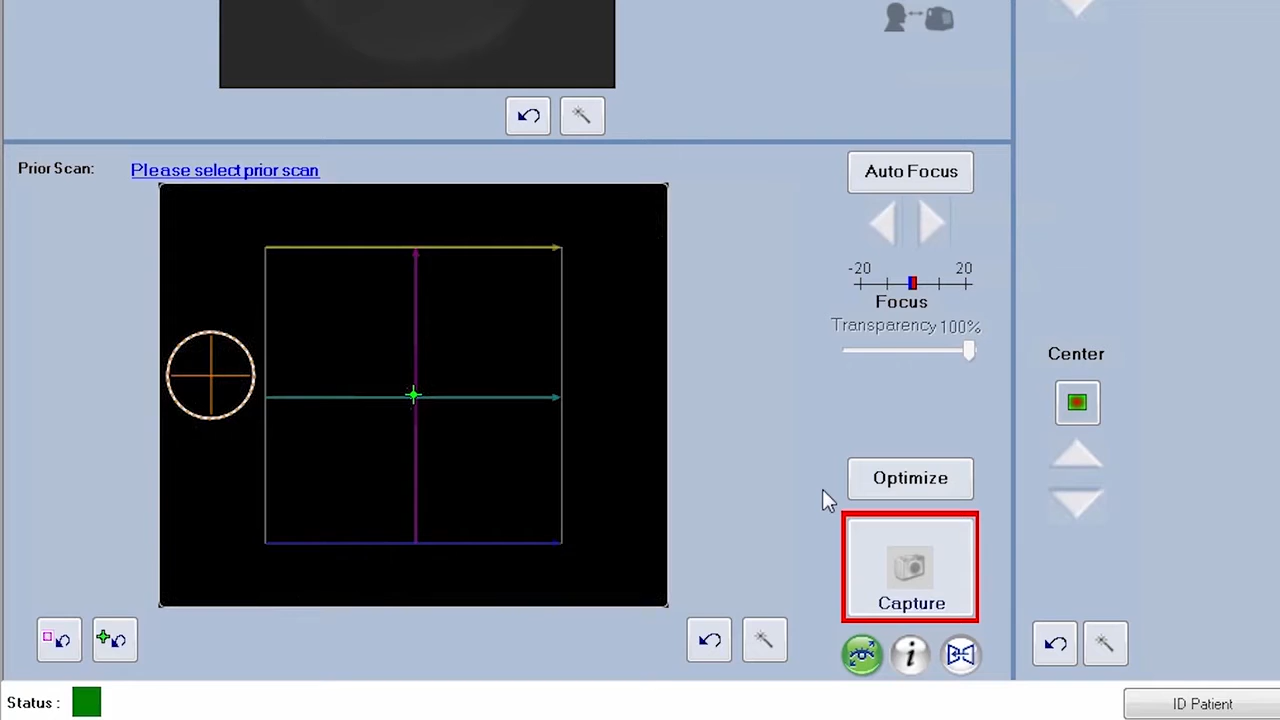 Prior Scan: Please select prior scan
Auto Focus
-20 20
Focus
Transparency 100%
Center
Optimize
Capture
i
Status :
ID Patient